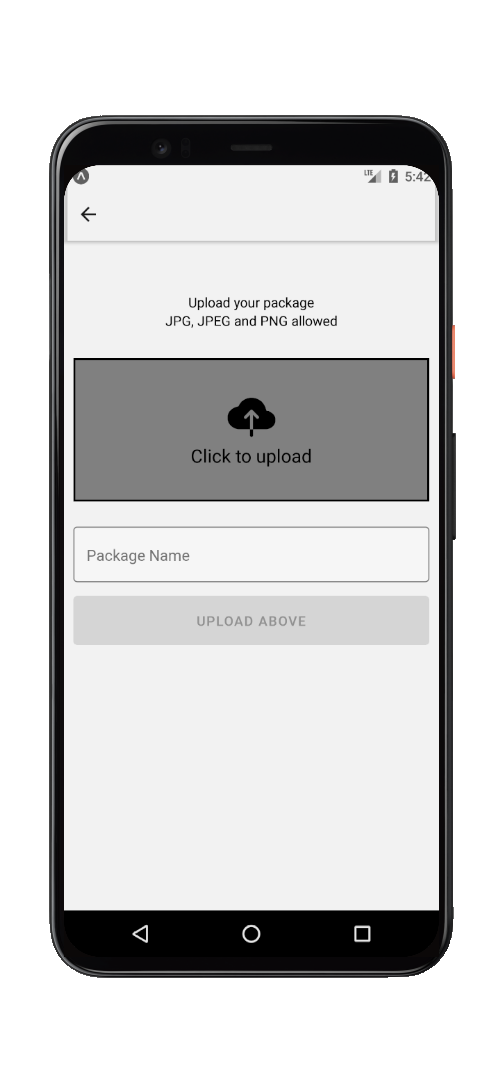 LTE 5:42
Upload your package
JPG, JPEG and PNG allowed
Click to upload
Package Name
UPLOAD ABOVE